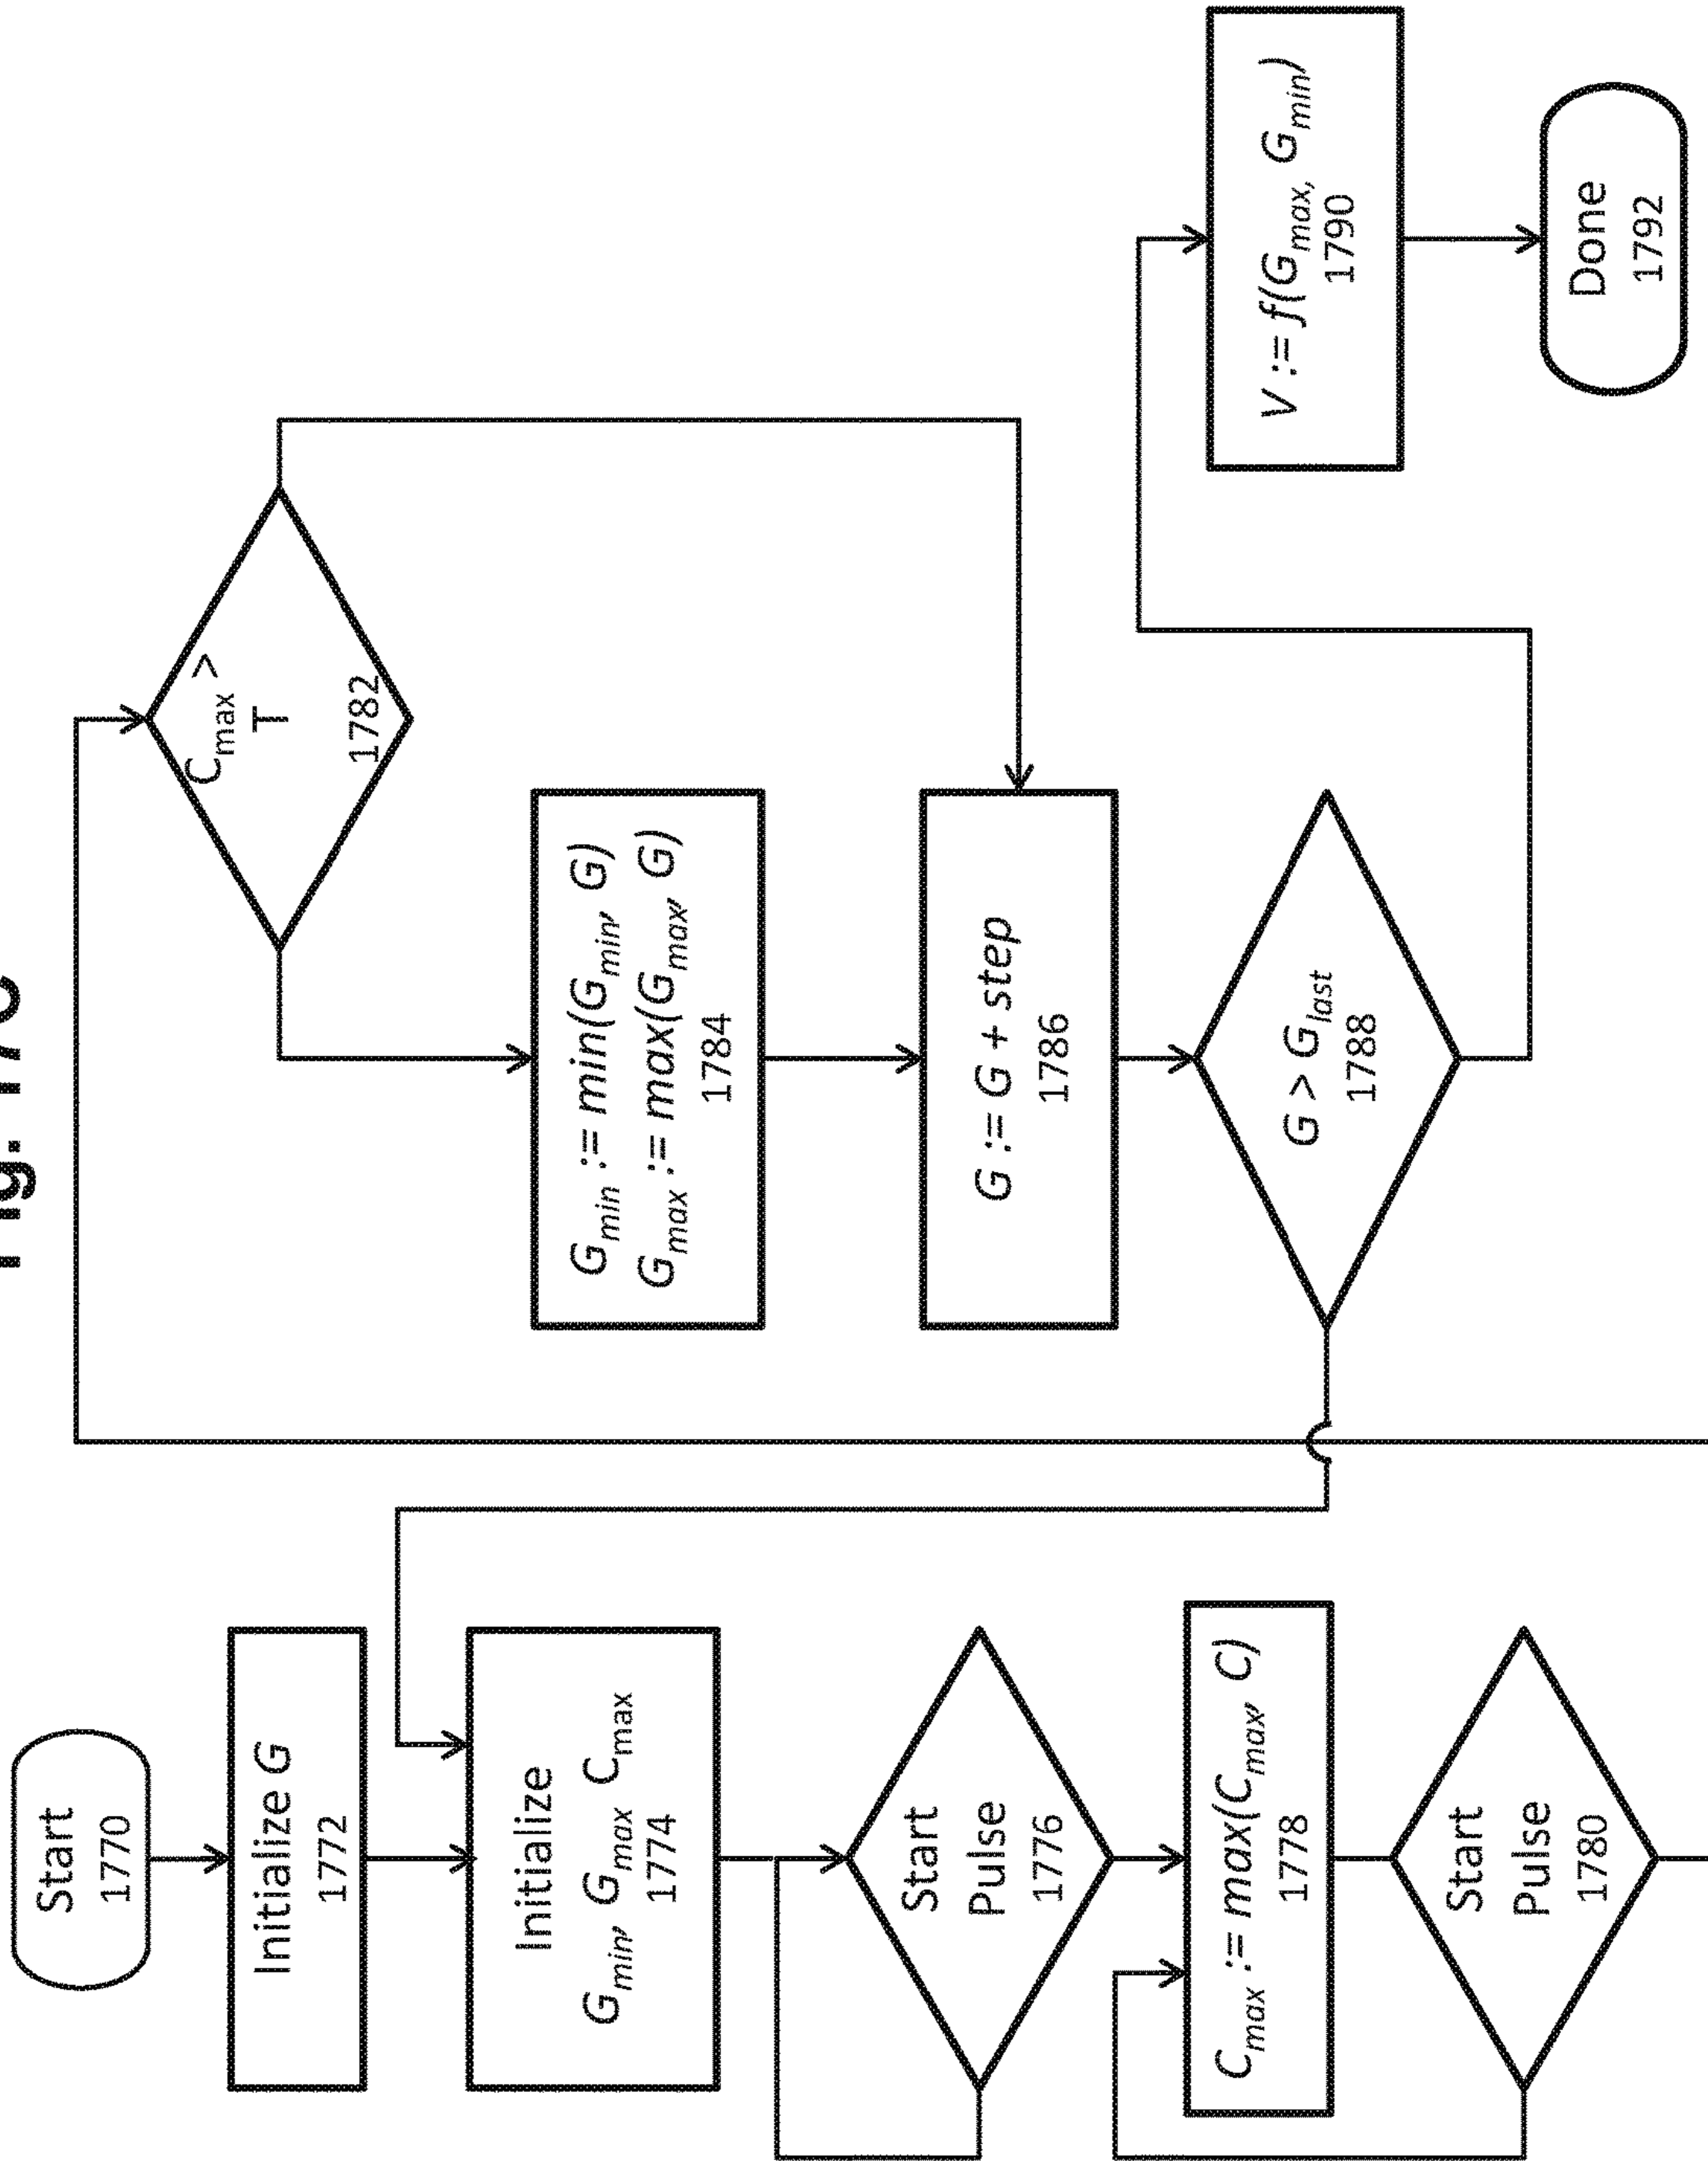 Fig. 17C
Start
1770
Initialize G
1772
Initialize
Gmin, Gmax Cmax
1774
Start
Pulse
1776
Cmax := max(Cmax, C)
1778
Start
Pulse
1780
Cmax >
T
1782
Gmin := min(Gmin, G)
Gmax := max(Gmax, G)
1784
G := G + step
1786
G > Glast
1788
V := f(Gmax, Gmin)
1790
Done
1792